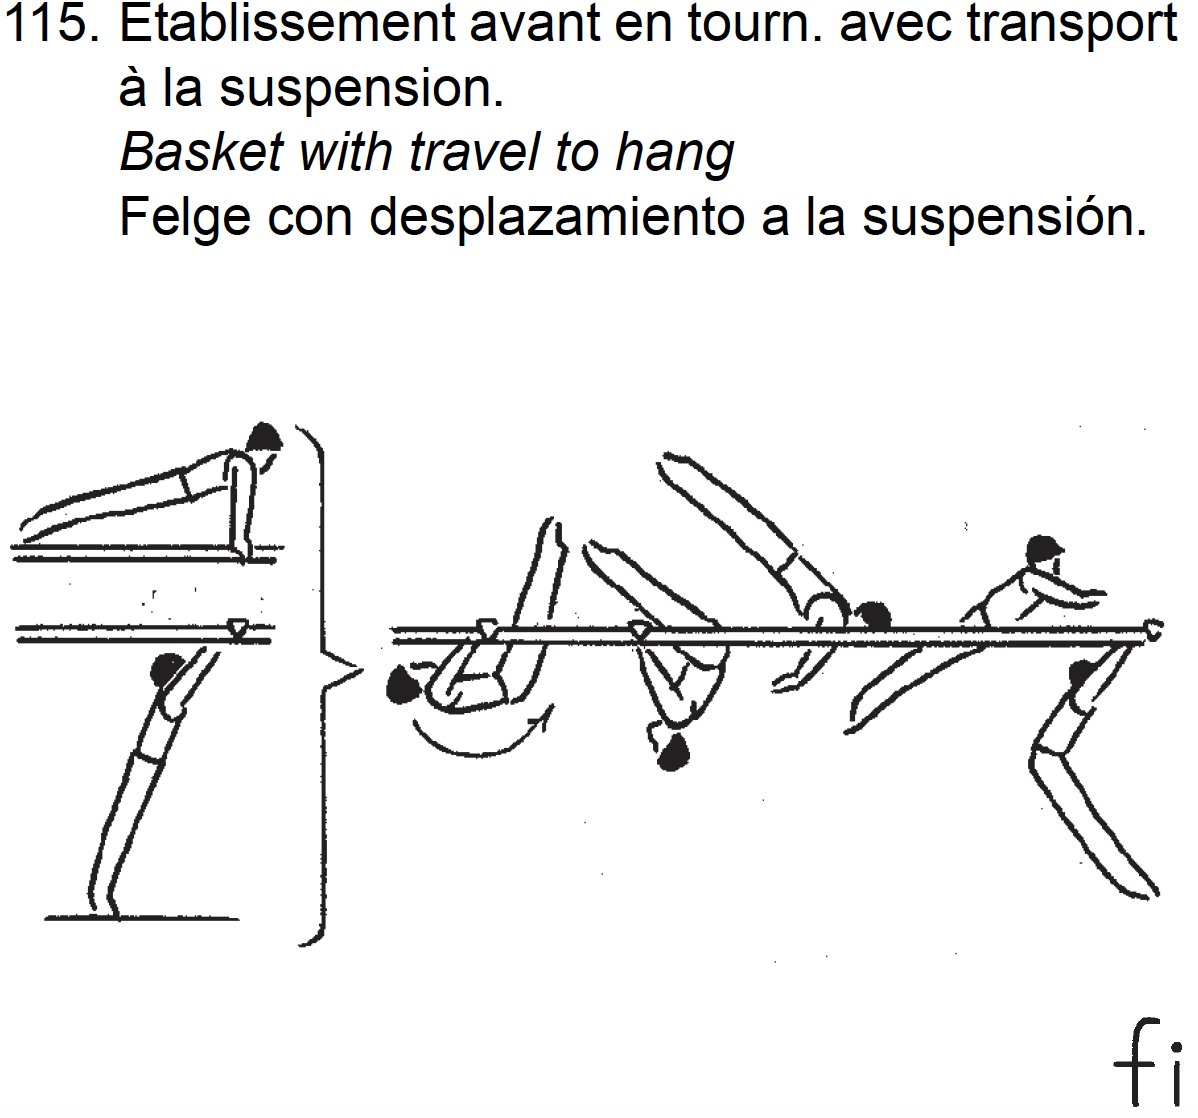 115. Etablissement avant en tourn. avec transport
à la suspension.
Basket with travel to hang
Felge con desplazamiento a la suspensión.
fi